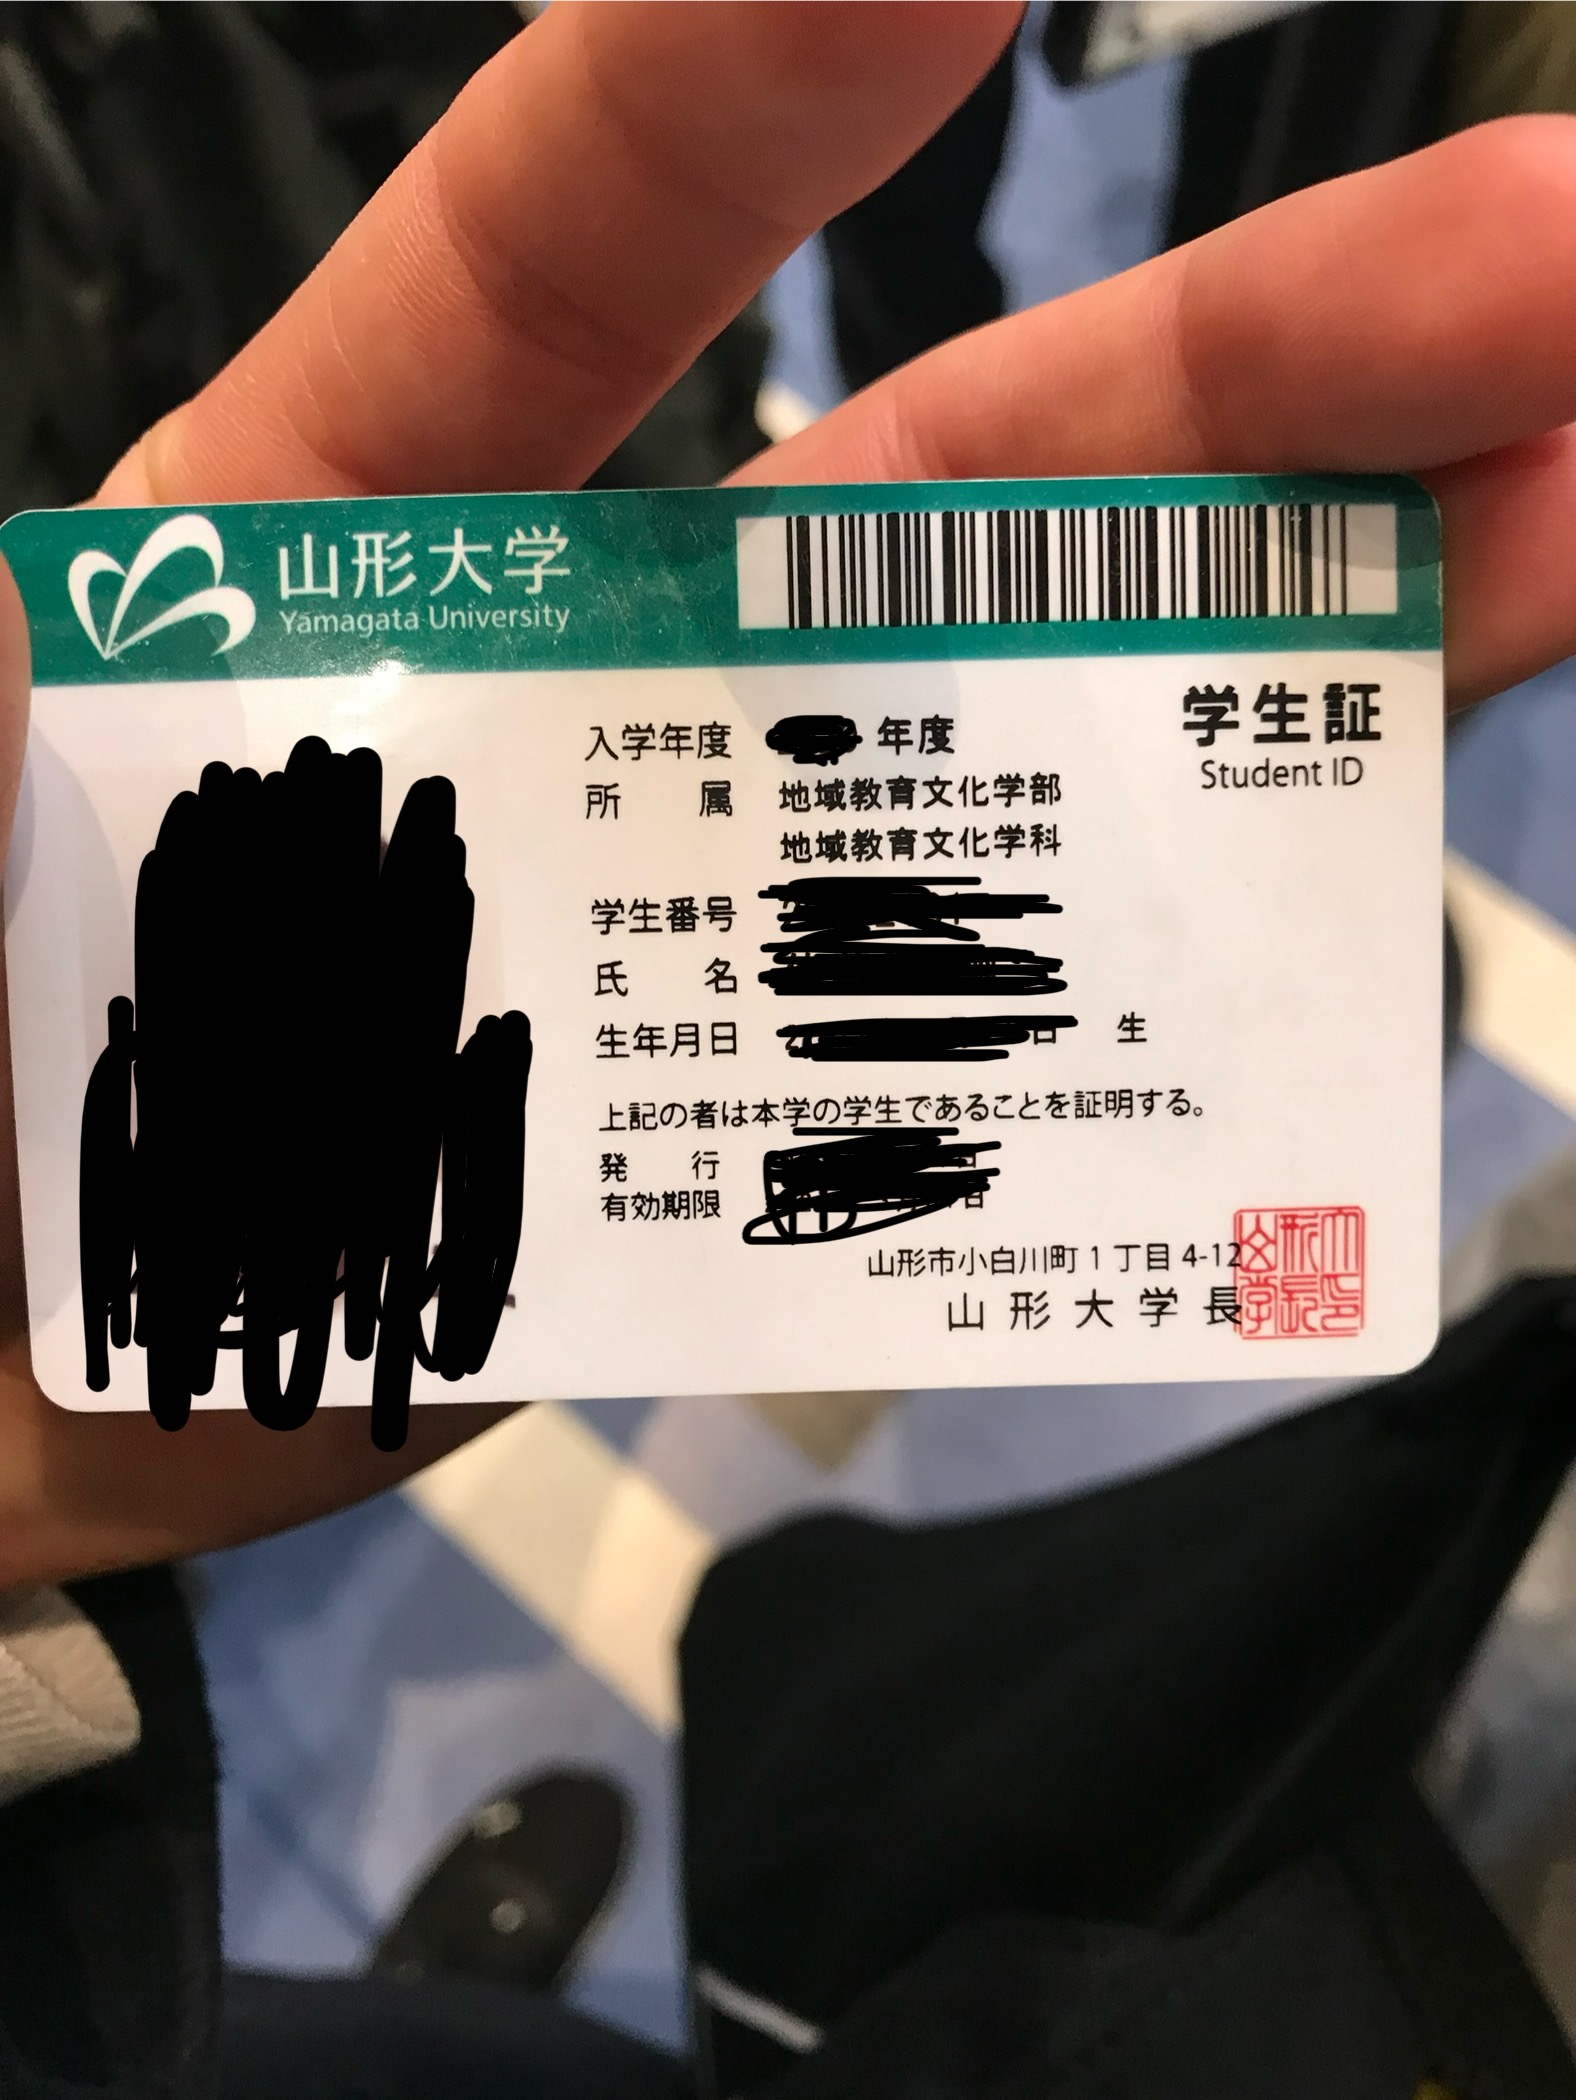 山形大学
Yamagata University
学生証
Student ID
入学年度 年度
所 属 地域教育文化学部
地域教育文化学科
学生番号
氏 名
生年月日 日 生
上記の者は本学の学生であることを証明する。
発 行
有効期限 日
山形市小白川町1丁目4-12
山形大学長